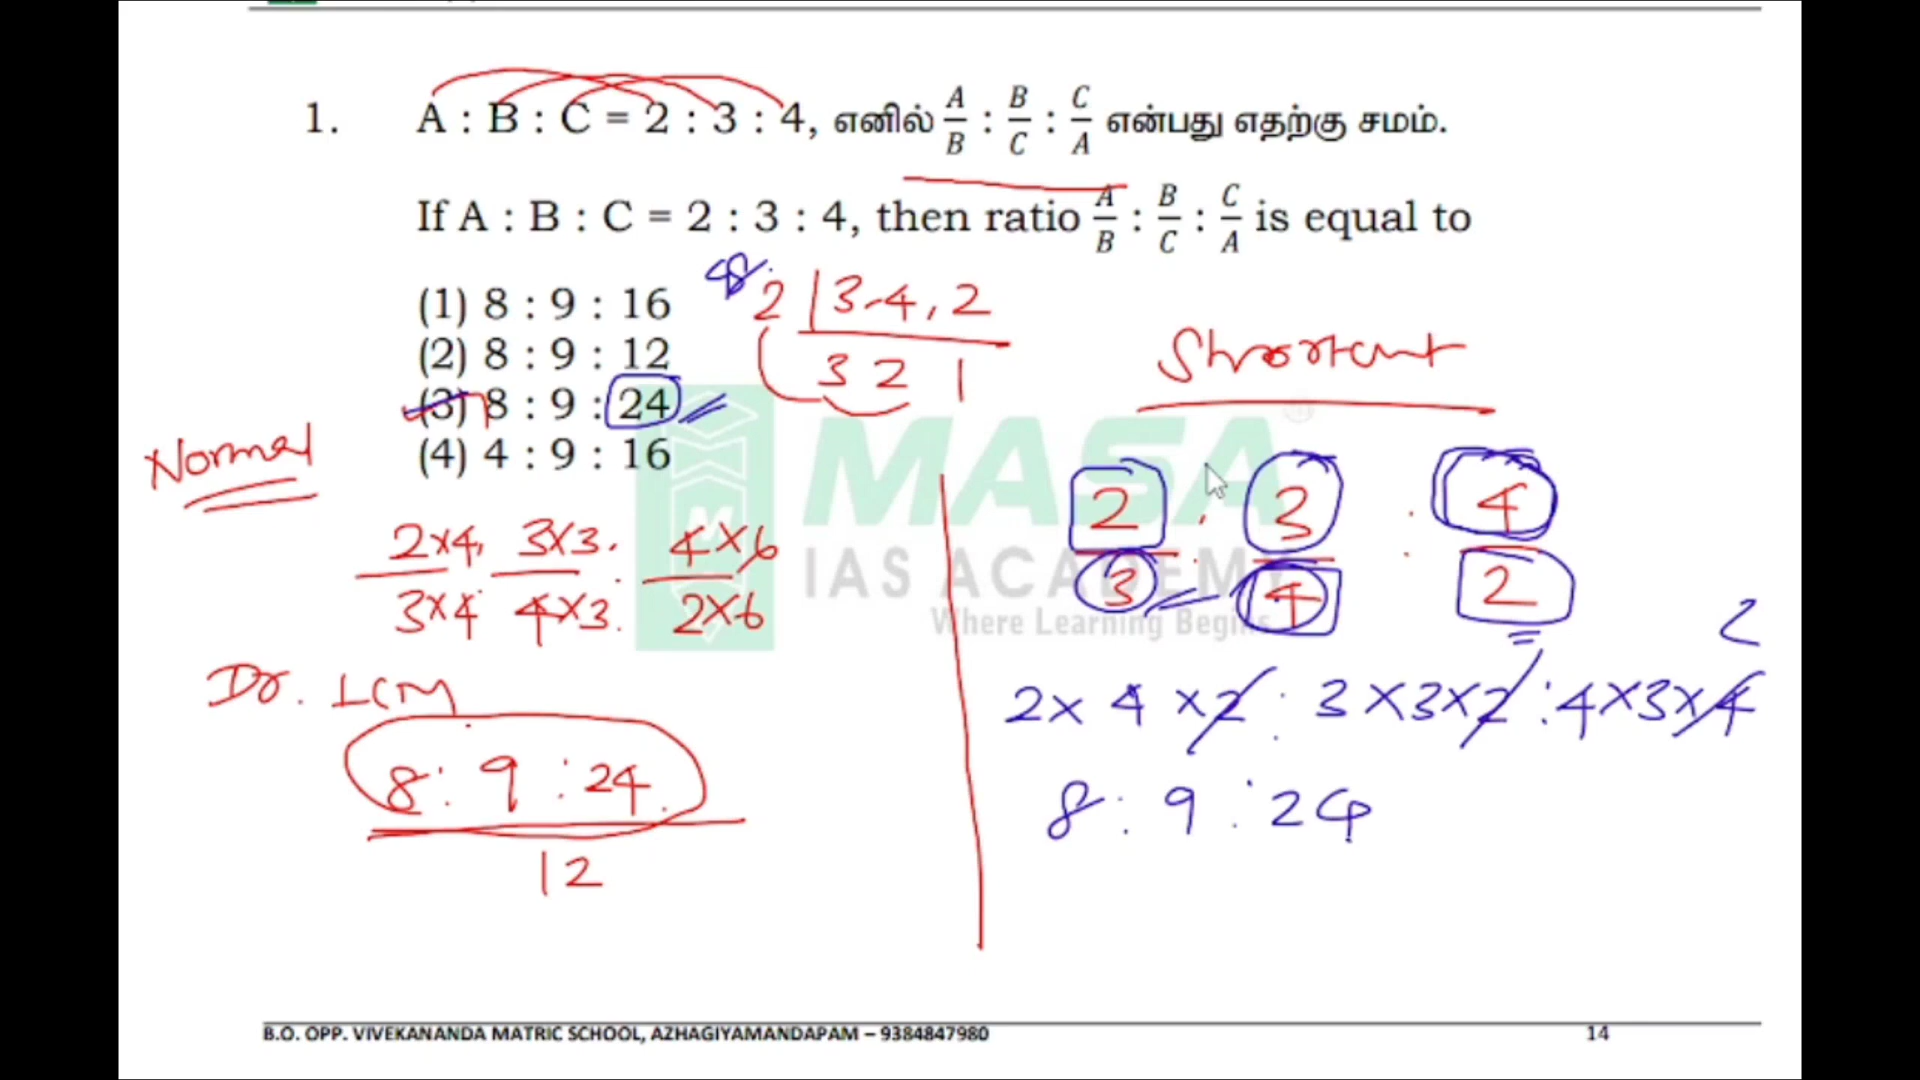 1. A : B : C = 2 : 3 : 4, எனில் A/B : B/C : C/A என்பது எதற்கு சமம்.
If A : B : C = 2 : 3 : 4, then ratio A/B : B/C : C/A is equal to
(1) 8 : 9 : 16
(2) 8 : 9 : 12
(3) 8 : 9 : 24
(4) 4 : 9 : 16
2 | 3, 4, 2
3 2 1
Normal
2×4/3×4 : 3×3/4×3 : 4×6/2×6
Dr. LCM
8 : 9 : 24
12
Shortcut
2/3 : 3/4 : 4/2
2
2 × 4 × 2 : 3 × 3 × 2 : 4 × 3 × 4
8 : 9 : 24
MASA
IAS ACADEMY
Where Learning Begins
B.O. OPP. VIVEKANANDA MATRIC SCHOOL, AZHAGIYAMANDAPAM – 9384847980
14